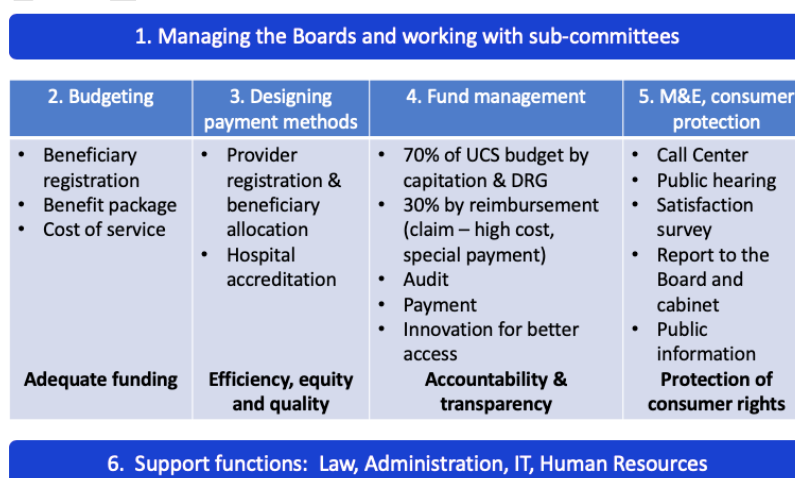 1. Managing the Boards and working with sub-committees
2. Budgeting
3. Designing
payment methods
4. Fund management
5. M&E, consumer
protection
• Beneficiary
registration
• Benefit package
• Cost of service
Adequate funding
• Provider
registration &
beneficiary
allocation
• Hospital
accreditation
Efficiency, equity
and quality
• 70% of UCS budget by
capitation & DRG
• 30% by reimbursement
(claim – high cost,
special payment)
• Audit
• Payment
• Innovation for better
access
Accountability &
transparency
• Call Center
• Public hearing
• Satisfaction
survey
• Report to the
Board and
cabinet
• Public
information
Protection of
consumer rights
6. Support functions: Law, Administration, IT, Human Resources